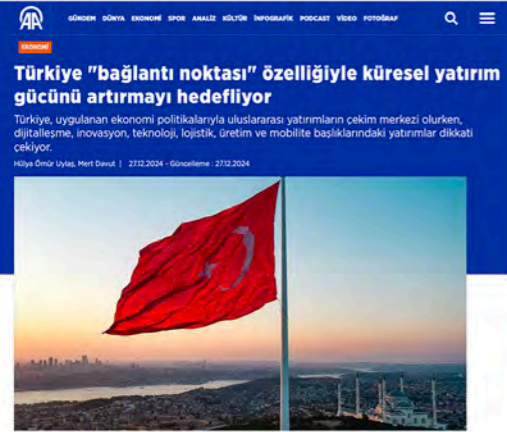 AA
GÜNDEM DÜNYA EKONOMİ SPOR ANALİZ KÜLTÜR İNFOGRAFİK PODCAST VİDEO FOTOĞRAF
EKONOMİ
Türkiye "bağlantı noktası" özelliğiyle küresel yatırım
gücünü artırmayı hedefliyor
Türkiye, uygulanan ekonomi politikalarıyla uluslararası yatırımların çekim merkezi olurken,
dijitalleşme, inovasyon, teknoloji, lojistik, üretim ve mobilite başlıklarındaki yatırımlar dikkati
çekiyor.
Hülya Ömür Uylaş, Mert Davut | 27.12.2024 - Güncelleme : 27.12.2024